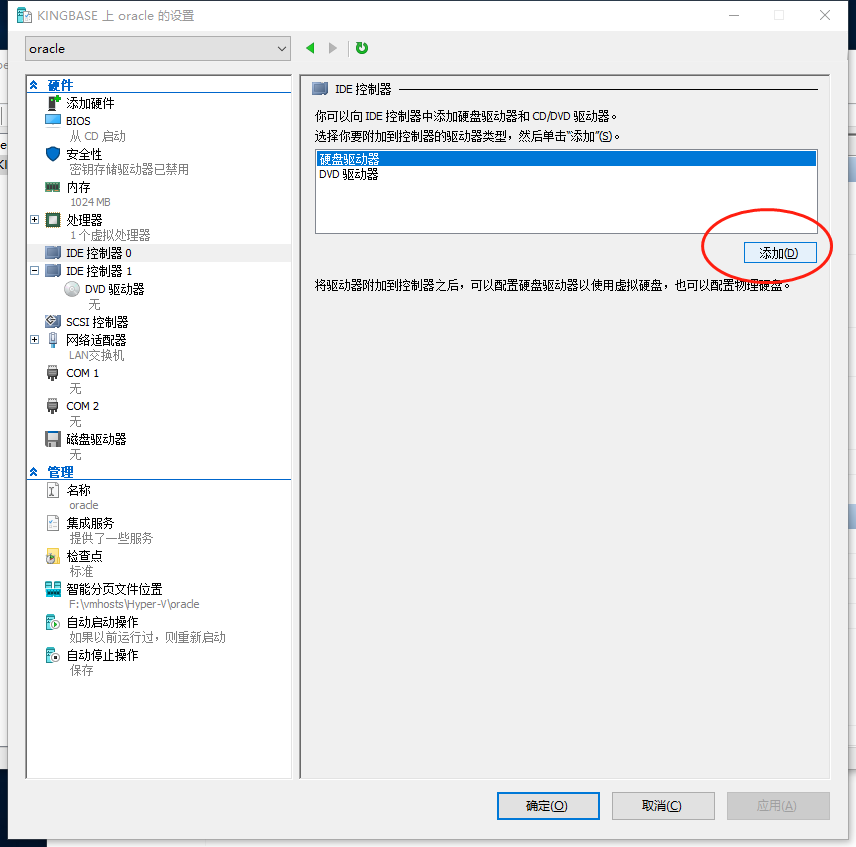 KINGBASE 上 oracle 的设置
oracle
硬件
添加硬件
BIOS
从 CD 启动
安全性
密钥存储驱动器已禁用
内存
1024 MB
处理器
1 个虚拟处理器
IDE 控制器 0
IDE 控制器 1
DVD 驱动器
无
SCSI 控制器
网络适配器
LAN交换机
COM 1
无
COM 2
无
磁盘驱动器
无
管理
名称
oracle
集成服务
提供了一些服务
检查点
标准
智能分页文件位置
F:\vmhosts\Hyper-V\oracle
自动启动操作
如果以前运行过，则重新启动
自动停止操作
保存
IDE 控制器
你可以向 IDE 控制器中添加硬盘驱动器和 CD/DVD 驱动器。
选择你要附加到控制器的驱动器类型，然后单击"添加"(S)。
硬盘驱动器
DVD 驱动器
添加(D)
将驱动器附加到控制器之后，可以配置硬盘驱动器以使用虚拟硬盘，也可以配置物理硬盘。
确定(O)
取消(C)
应用(A)